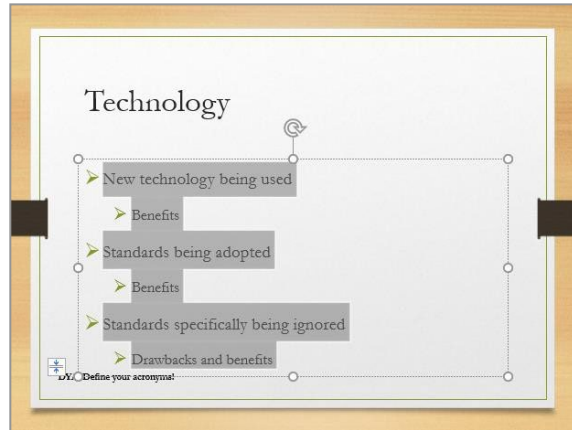 Technology
New technology being used
Benefits
Standards being adopted
Benefits
Standards specifically being ignored
Drawbacks and benefits
Define your acronyms!